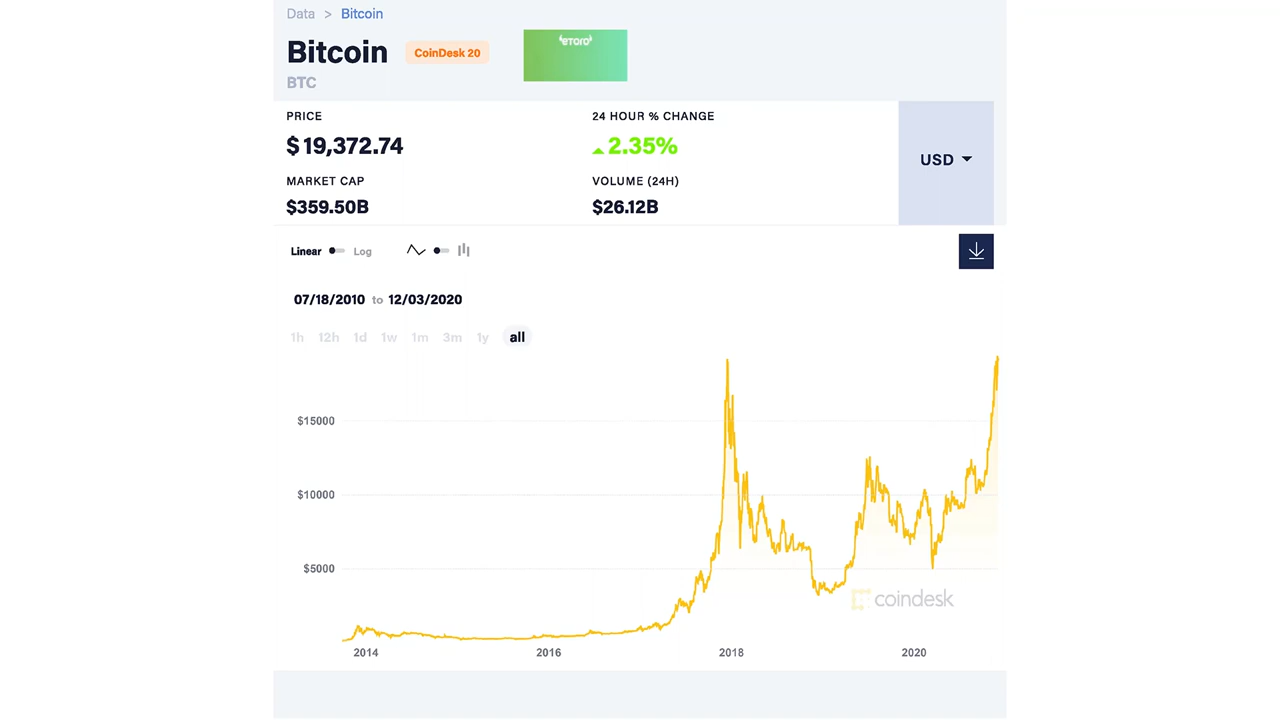 Data > Bitcoin
Bitcoin CoinDesk 20
eToro
BTC
PRICE
$19,372.74
24 HOUR % CHANGE
2.35%
MARKET CAP
$359.50B
VOLUME (24H)
$26.12B
USD
Linear Log
07/18/2010 to 12/03/2020
1h 12h 1d 1w 1m 3m 1y all
$15000
$10000
$5000
coindesk
2014 2016 2018 2020